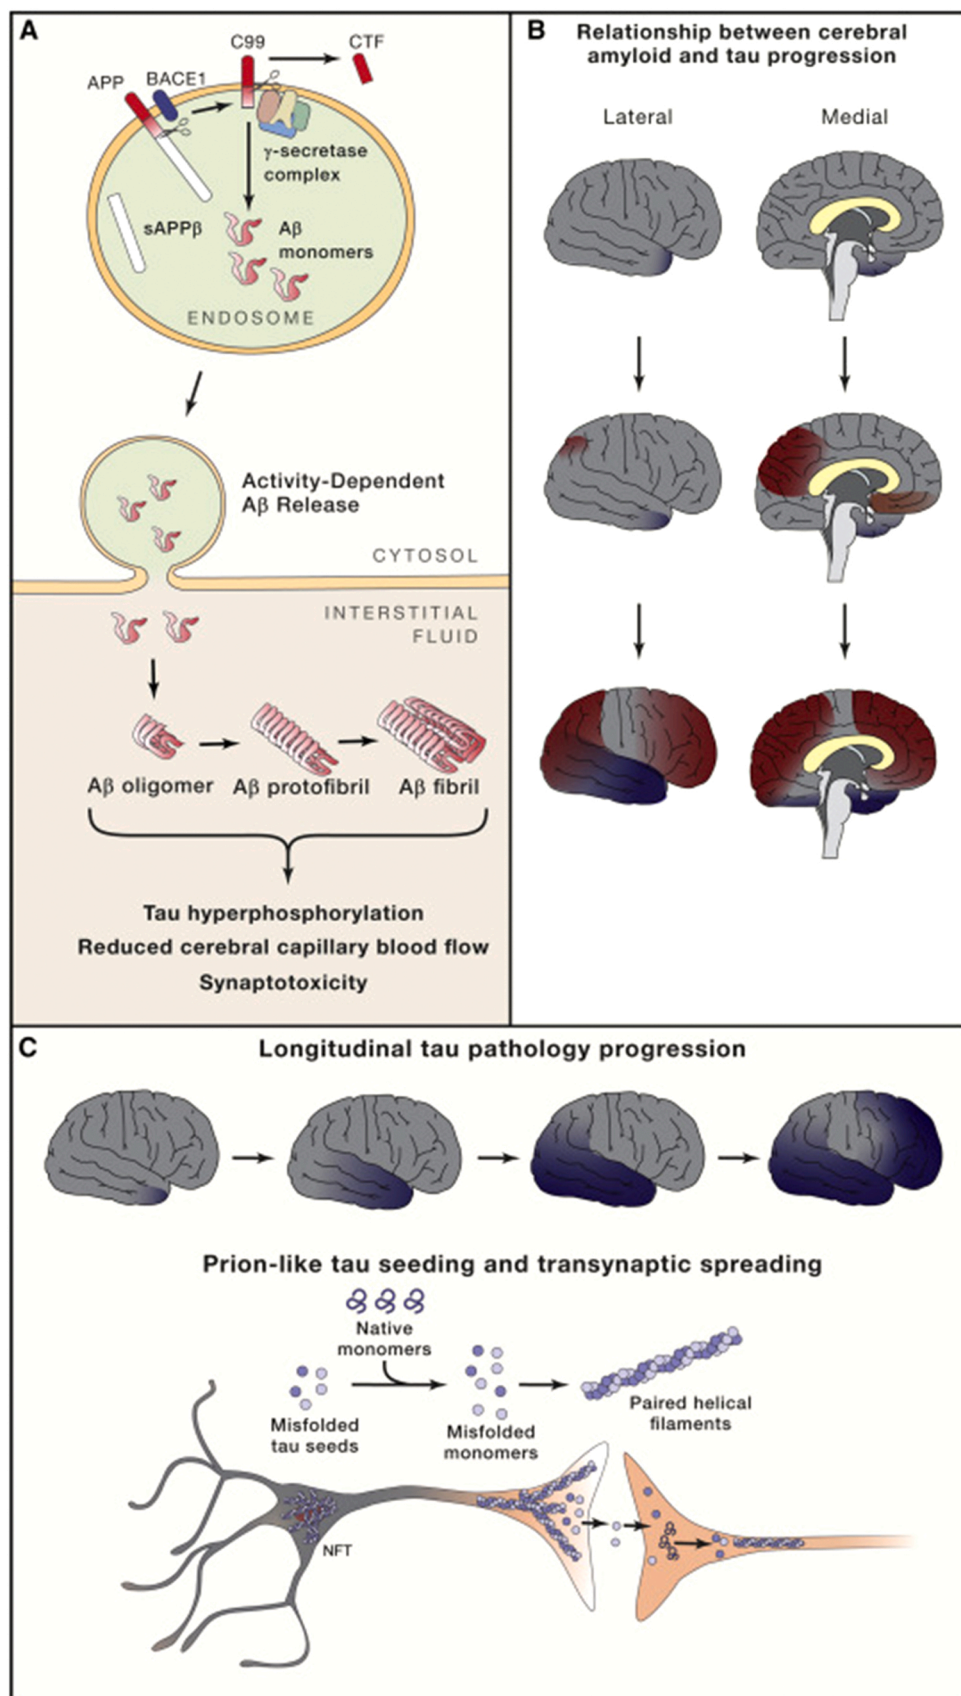 A
C99
CTF
APP
BACE1
γ-secretase
complex
sAPPβ
Aβ
monomers
ENDOSOME
Activity-Dependent
Aβ Release
CYTOSOL
INTERSTITIAL
FLUID
Aβ oligomer
Aβ protofibril
Aβ fibril
Tau hyperphosphorylation
Reduced cerebral capillary blood flow
Synaptotoxicity
B
Relationship between cerebral
amyloid and tau progression
Lateral
Medial
C
Longitudinal tau pathology progression
Prion-like tau seeding and transynaptic spreading
Native
monomers
Misfolded
tau seeds
Misfolded
monomers
Paired helical
filaments
NFT